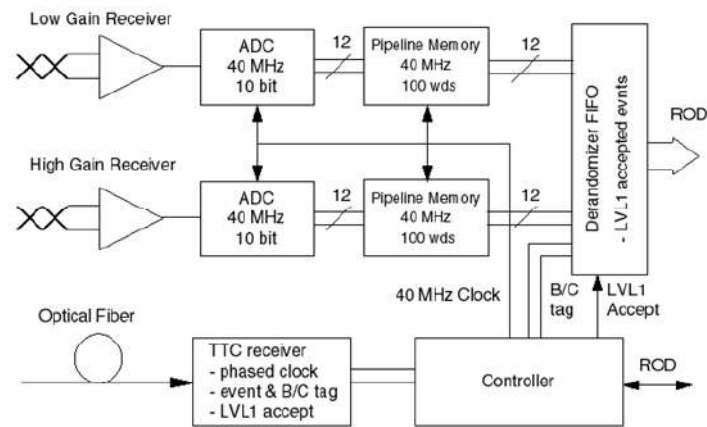 Low Gain Receiver
ADC
40 MHz
10 bit
12
Pipeline Memory
40 MHz
100 wds
12
Derandomizer FIFO
- LVL1 accepted evnts
ROD
High Gain Receiver
ADC
40 MHz
10 bit
12
Pipeline Memory
40 MHz
100 wds
12
40 MHz Clock
B/C
tag
LVL1
Accept
Optical Fiber
TTC receiver
- phased clock
- event & B/C tag
- LVL1 accept
Controller
ROD